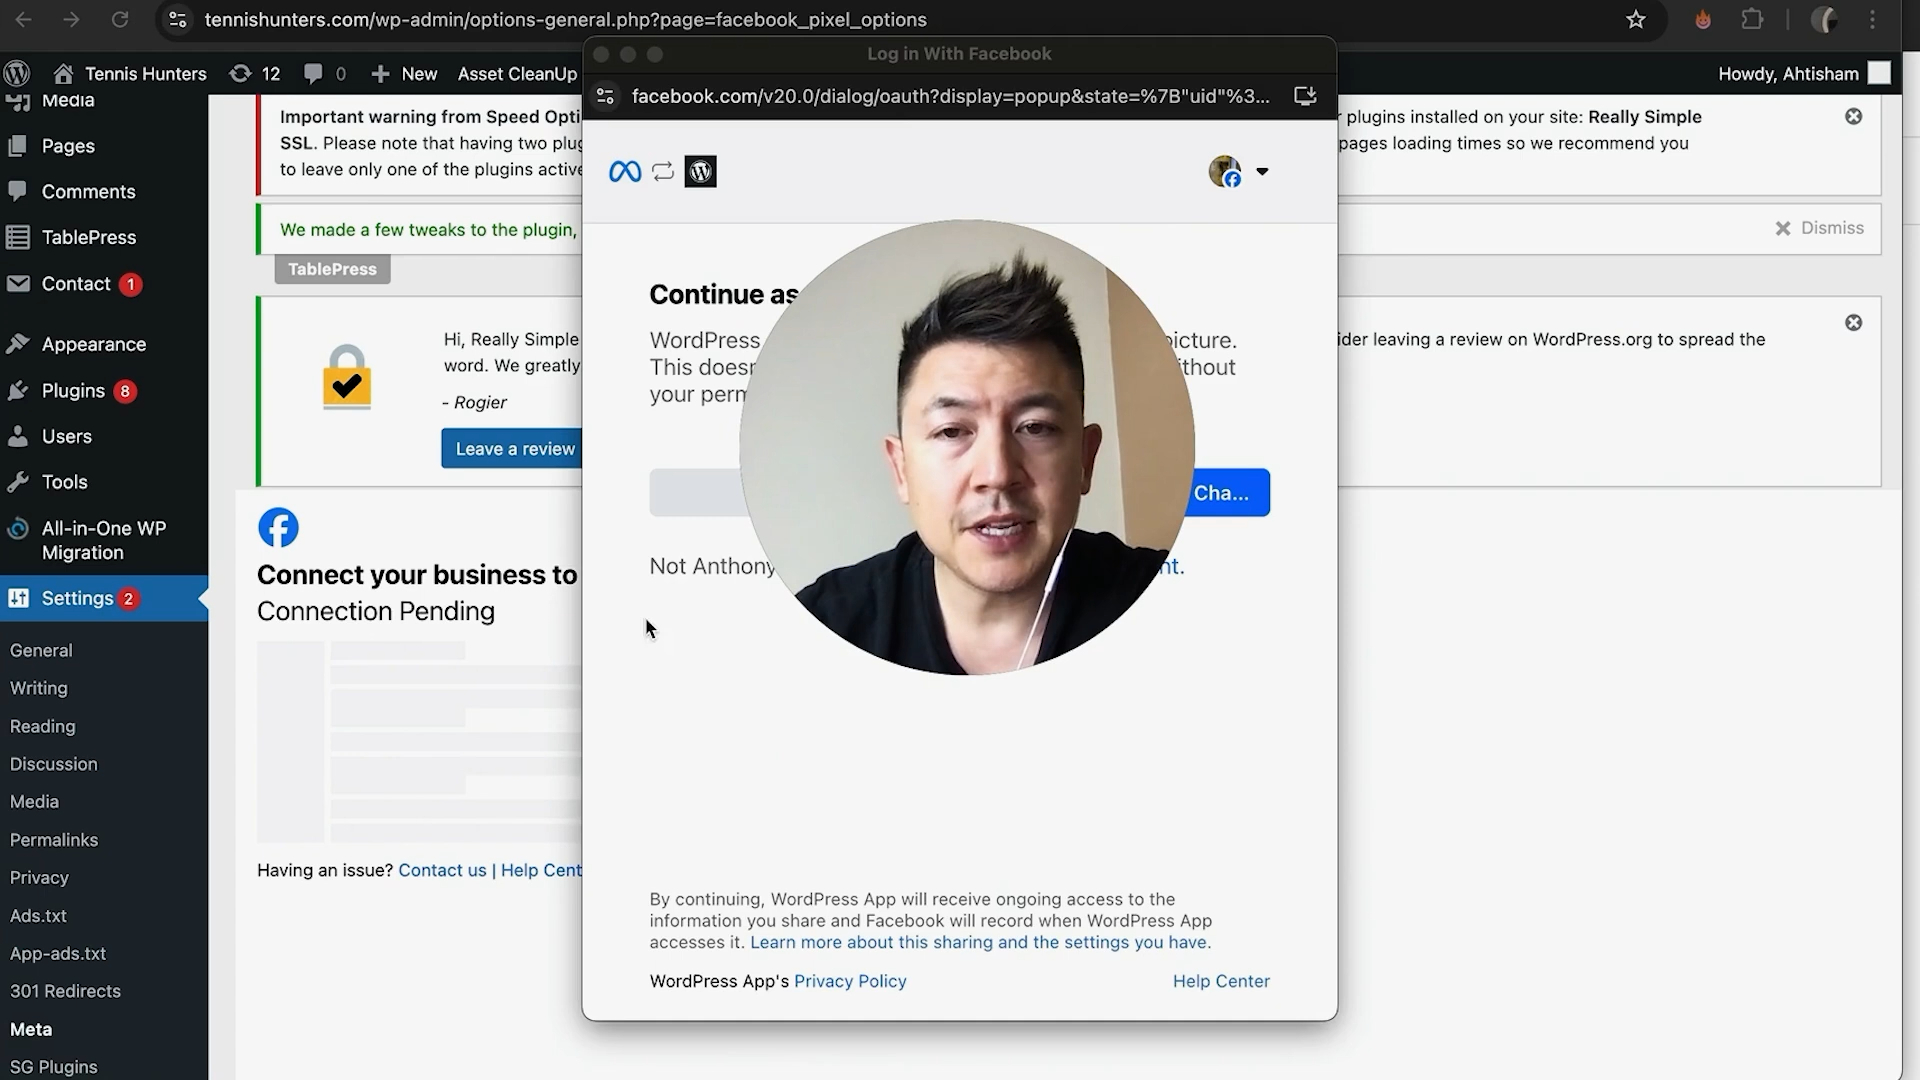 tennishunters.com/wp-admin/options-general.php?page=facebook_pixel_options
Log in With Facebook
Tennis Hunters
12
0
New
Asset CleanUp
Howdy, Ahtisham
facebook.com/v20.0/dialog/oauth?display=popup&state=%7B"uid"%3...
Media
Pages
Comments
TablePress
Contact 1
Appearance
Plugins 8
Users
Tools
All-in-One WP
Migration
Settings 2
General
Writing
Reading
Discussion
Media
Permalinks
Privacy
Ads.txt
App-ads.txt
301 Redirects
Meta
SG Plugins
Important warning from Speed Opti
plugins installed on your site: Really Simple
SSL. Please note that having two plug
pages loading times so we recommend you
to leave only one of the plugins active
We made a few tweaks to the plugin,
Dismiss
TablePress
Hi, Really Simple
ider leaving a review on WordPress.org to spread the
word. We greatly
- Rogier
Leave a review
Connect your business to
Connection Pending
Having an issue? Contact us | Help Cent
Continue as
WordPress
picture.
This doesn
ithout
your perm
Cha...
Not Anthony
nt.
By continuing, WordPress App will receive ongoing access to the
information you share and Facebook will record when WordPress App
accesses it. Learn more about this sharing and the settings you have.
WordPress App's Privacy Policy
Help Center